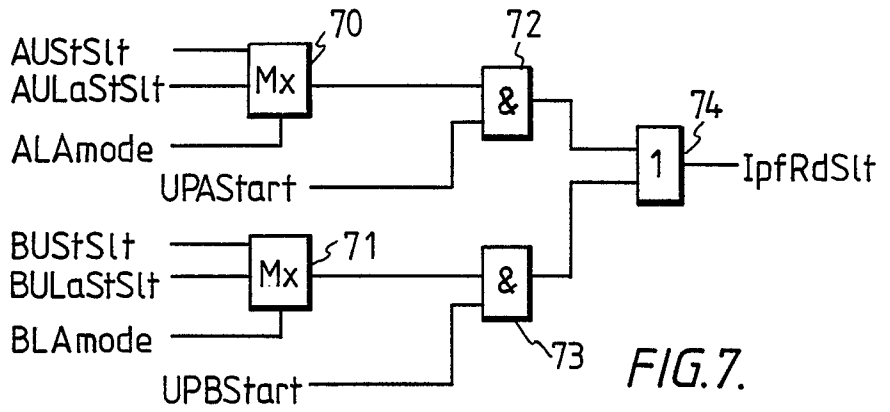 70
AUStSlt
AULaStSlt
Mx
ALAmode
72
&
UPAStart
74
1
IpfRdSlt
BUStSlt
BULaStSlt
Mx
71
BLAmode
&
73
UPBStart
FIG.7.